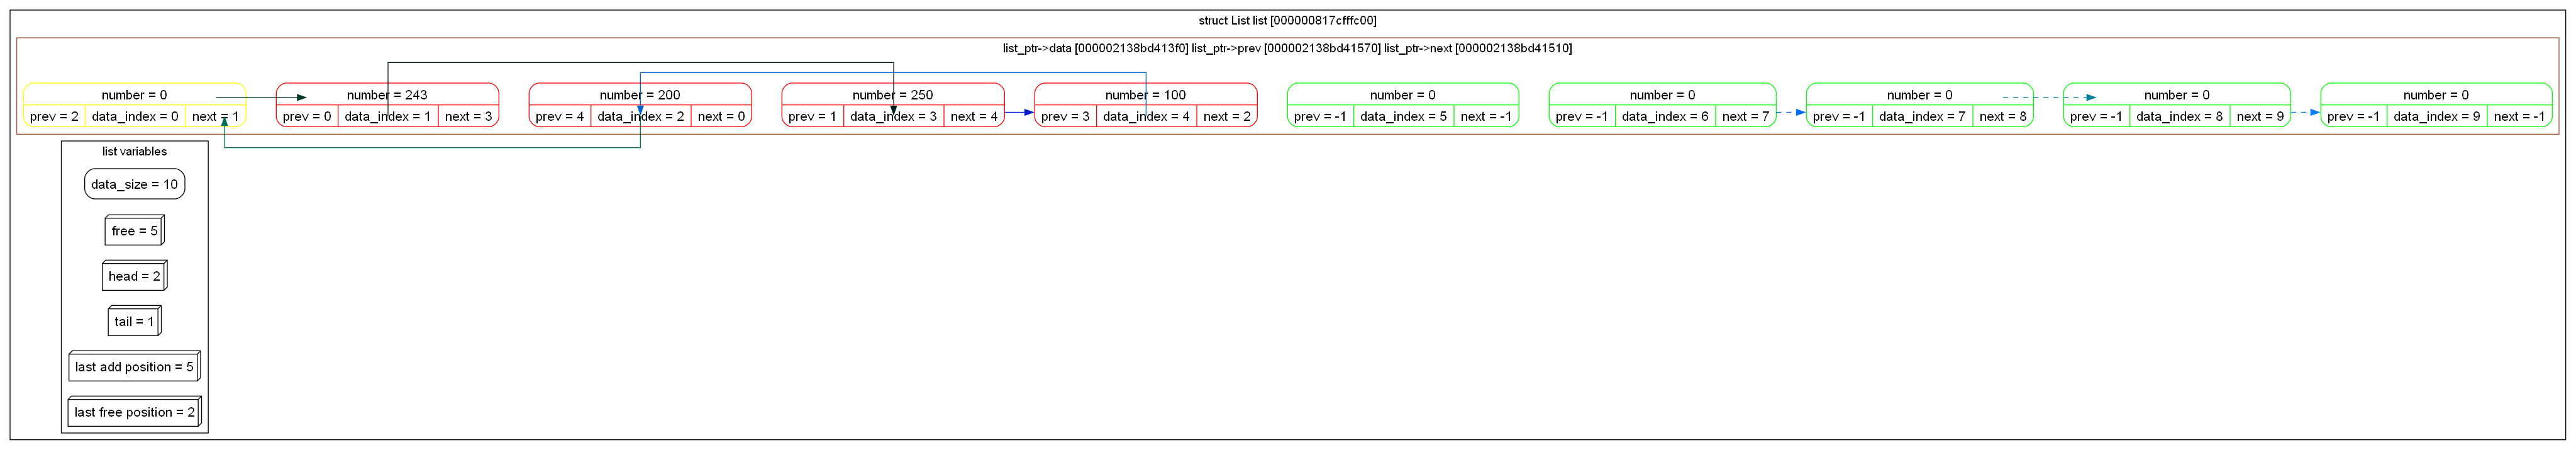 struct List list [000000817cfffc00]
list_ptr->data [000002138bd413f0] list_ptr->prev [000002138bd41570] list_ptr->next [000002138bd41510]
number = 0
prev = 2 data_index = 0 next = 1
number = 243
prev = 0 data_index = 1 next = 3
number = 200
prev = 4 data_index = 2 next = 0
number = 250
prev = 1 data_index = 3 next = 4
number = 100
prev = 3 data_index = 4 next = 2
number = 0
prev = -1 data_index = 5 next = -1
number = 0
prev = -1 data_index = 6 next = 7
number = 0
prev = -1 data_index = 7 next = 8
number = 0
prev = -1 data_index = 8 next = 9
number = 0
prev = -1 data_index = 9 next = -1
list variables
data_size = 10
free = 5
head = 2
tail = 1
last add position = 5
last free position = 2